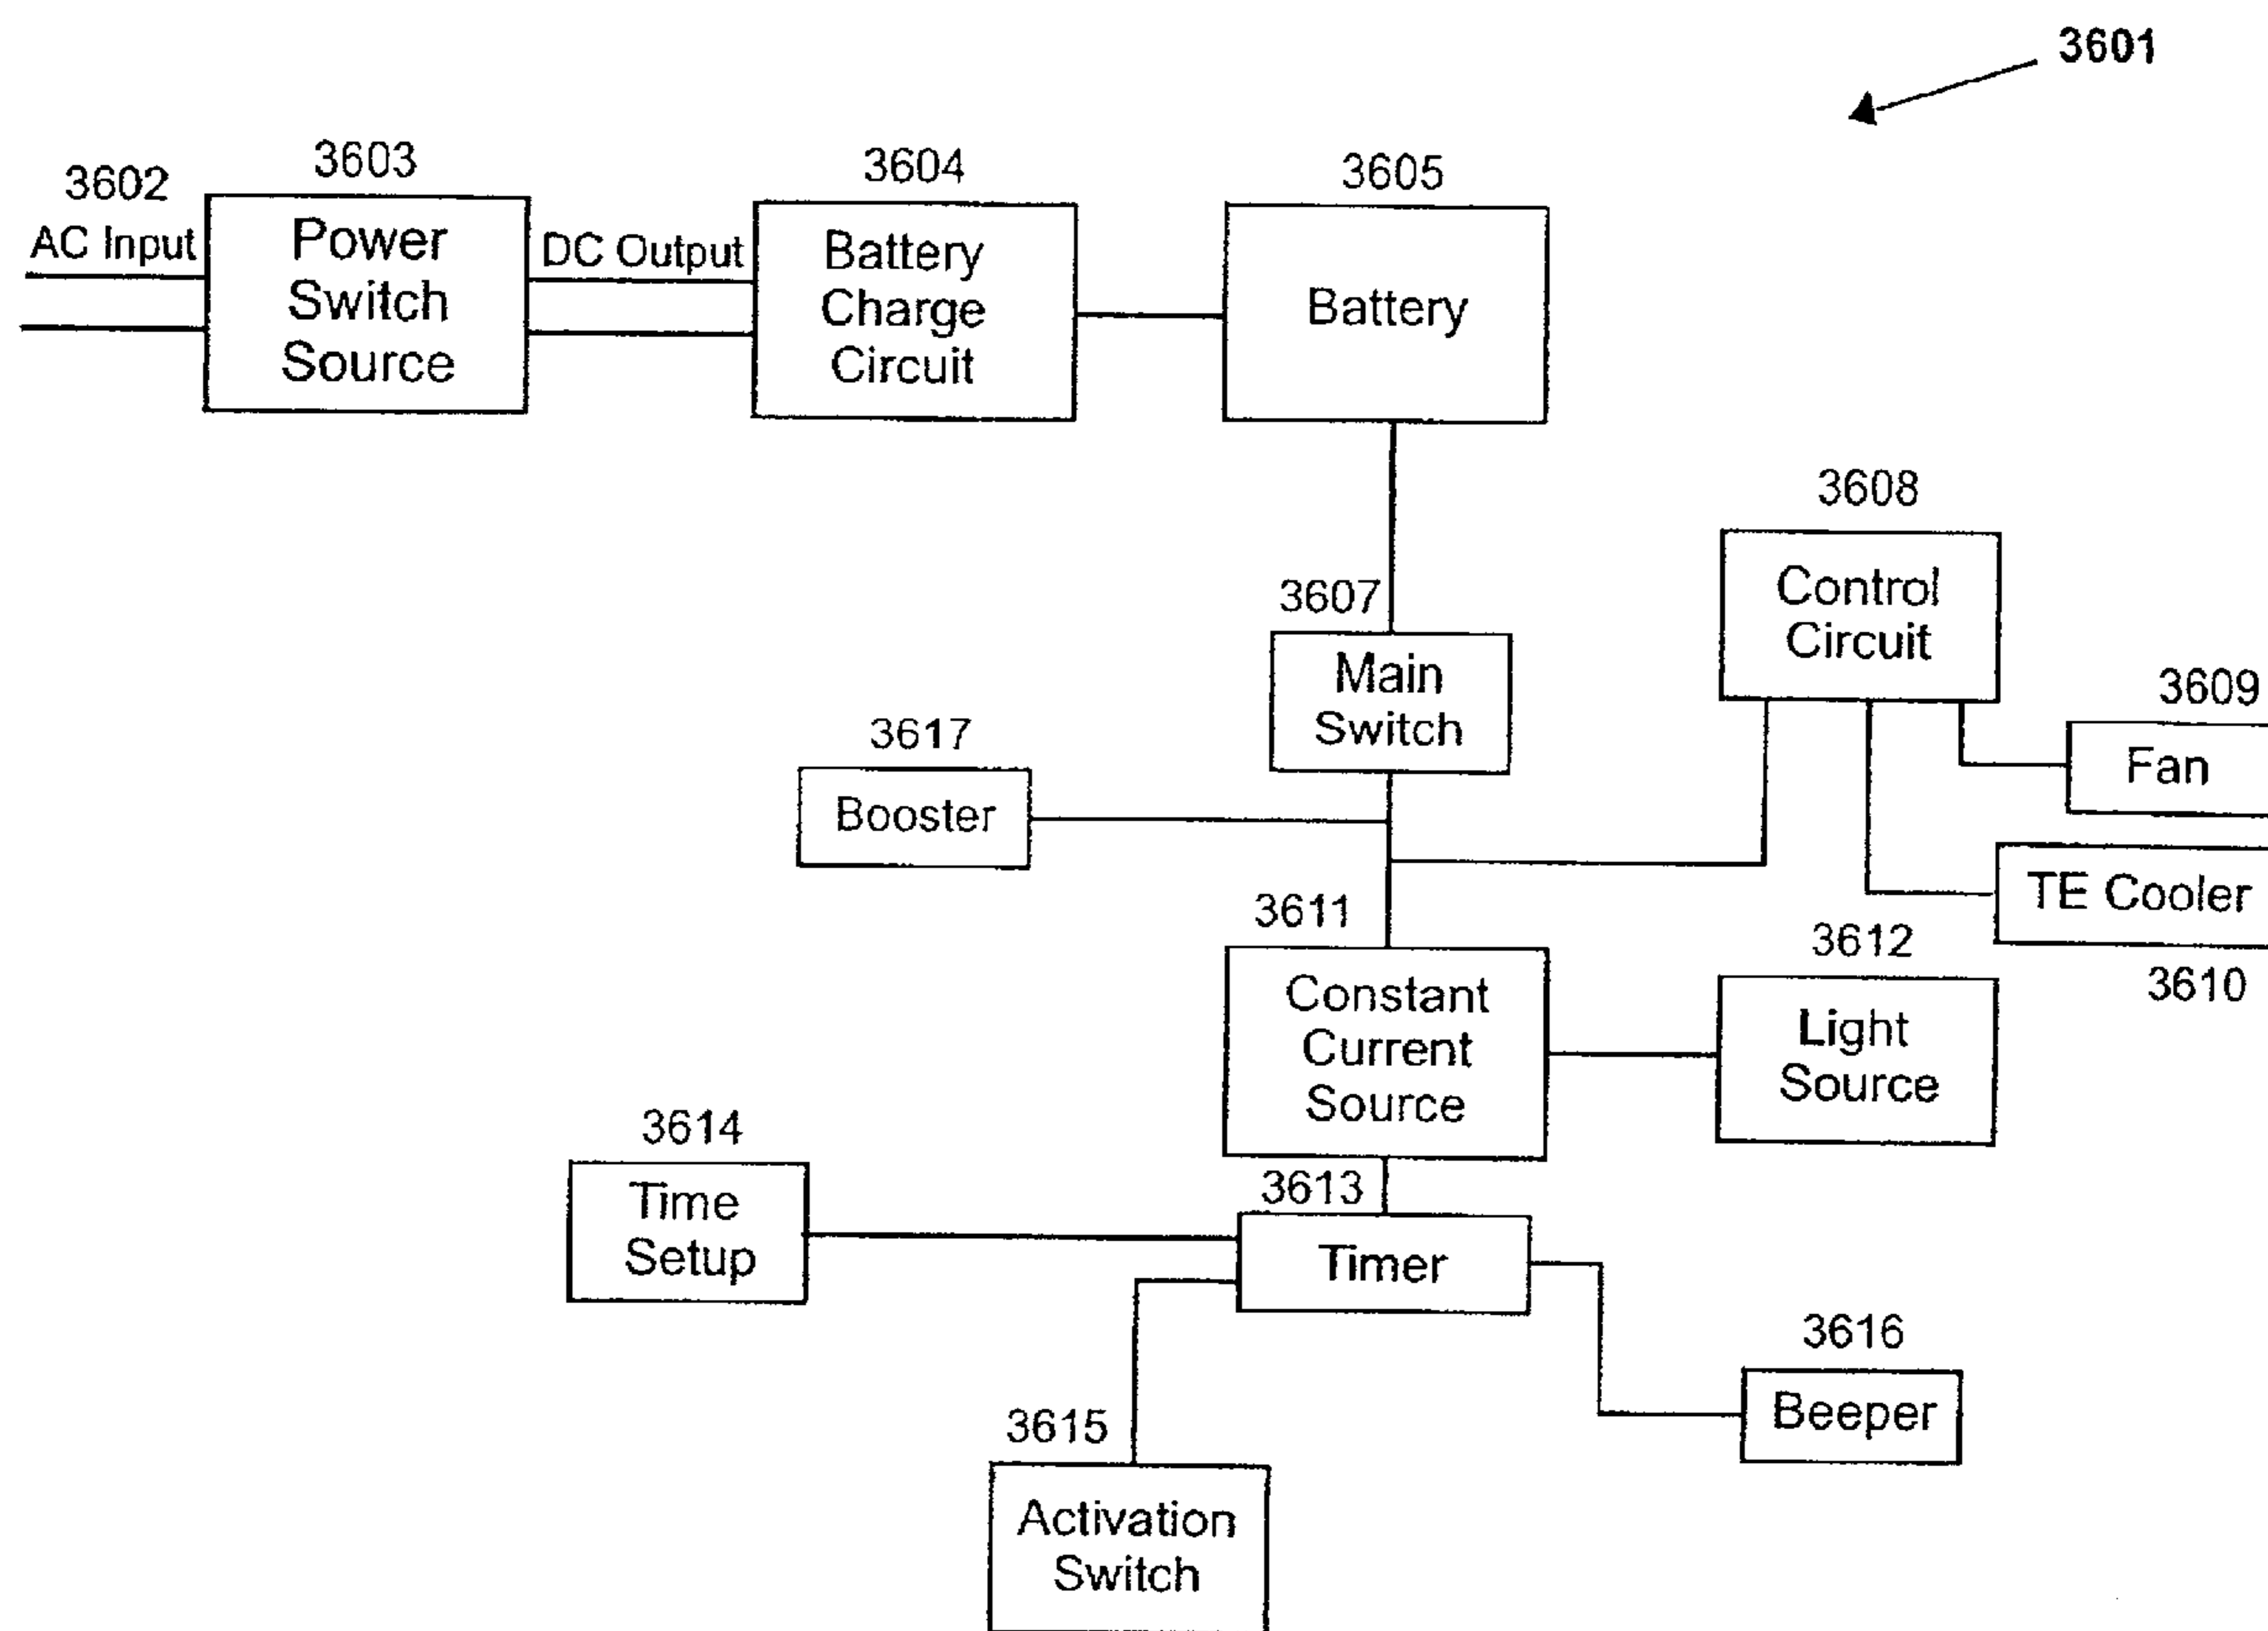 3601
3602
AC Input
3603
Power
Switch
Source
DC Output
3604
Battery
Charge
Circuit
3605
Battery
3607
Main
Switch
3608
Control
Circuit
3609
Fan
TE Cooler
3610
3617
Booster
3611
Constant
Current
Source
3612
Light
Source
3613
Timer
3614
Time
Setup
3615
Activation
Switch
3616
Beeper